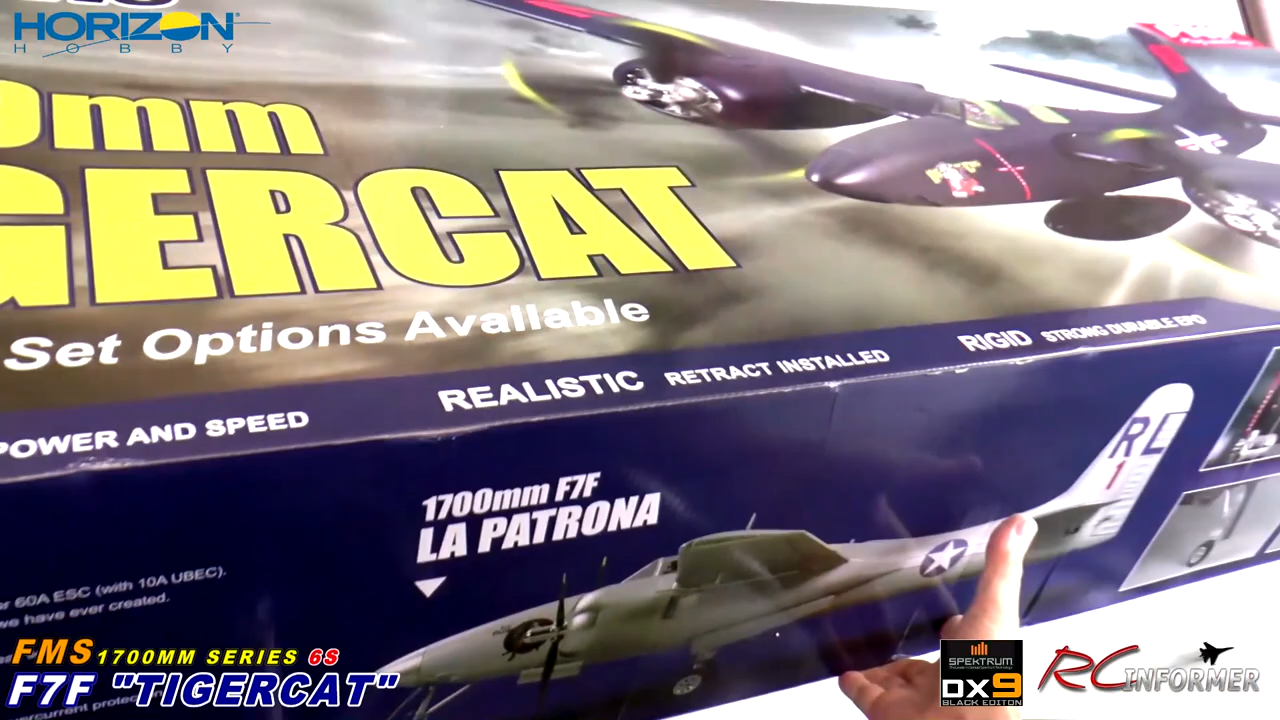 HORIZON
HOBBY
0mm
GERCAT
Set Options Available
POWER AND SPEED
REALISTIC RETRACT INSTALLED
RIGID STRONG DURABLE EPO
1700mm F7F
LA PATRONA
RL
1
60A ESC (with 10A UBEC).
we have ever created.
FMS 1700MM SERIES 6S
F7F "TIGERCAT"
SPEKTRUM
DX9
BLACK EDITON
RC INFORMER